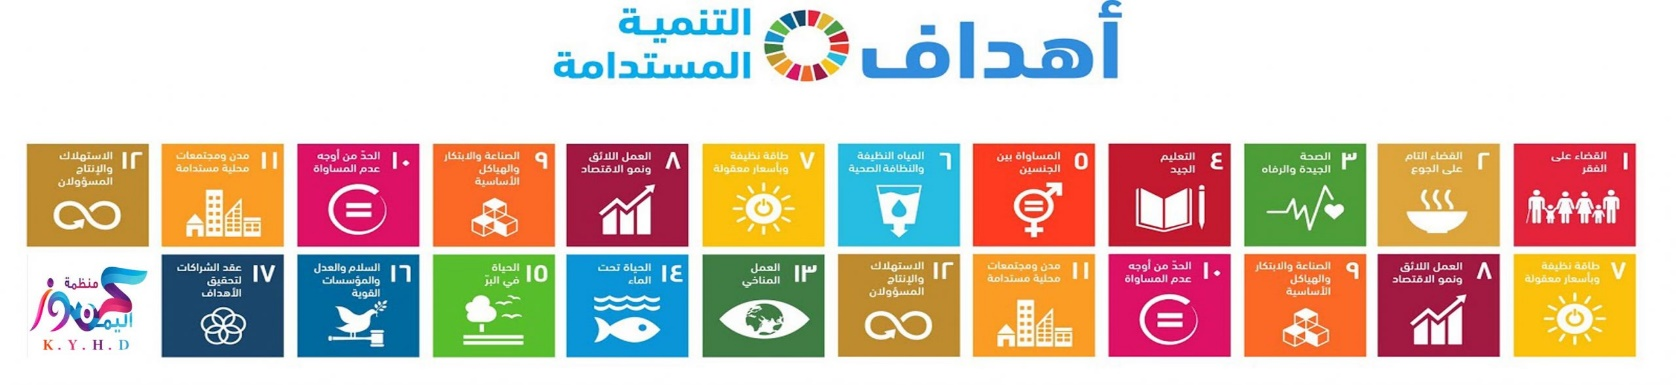 أهداف
التنمية
المستدامة
١
القضاء على
الفقر
٢
القضاء التام
على الجوع
٣
الصحة
الجيدة والرفاه
٤
التعليم
الجيد
٥
المساواة بين
الجنسين
٦
المياه النظيفة
والنظافة الصحية
٧
طاقة نظيفة
وبأسعار معقولة
٨
العمل اللائق
ونمو الاقتصاد
٩
الصناعة والابتكار
والهياكل
الأساسية
١٠
الحدّ من أوجه
عدم المساواة
١١
مدن ومجتمعات
محلية مستدامة
١٢
الاستهلاك
والإنتاج
المسؤولان
٧
طاقة نظيفة
وبأسعار معقولة
٨
العمل اللائق
ونمو الاقتصاد
٩
الصناعة والابتكار
والهياكل
الأساسية
١٠
الحدّ من أوجه
عدم المساواة
١١
مدن ومجتمعات
محلية مستدامة
١٢
الاستهلاك
والإنتاج
المسؤولان
١٣
العمل
المناخي
١٤
الحياة تحت
الماء
١٥
الحياة
في البرّ
١٦
السلام والعدل
والمؤسسات
القوية
١٧
عقد الشراكات
لتحقيق
الأهداف
منظمة
كنوز
اليمن
K . Y . H . D